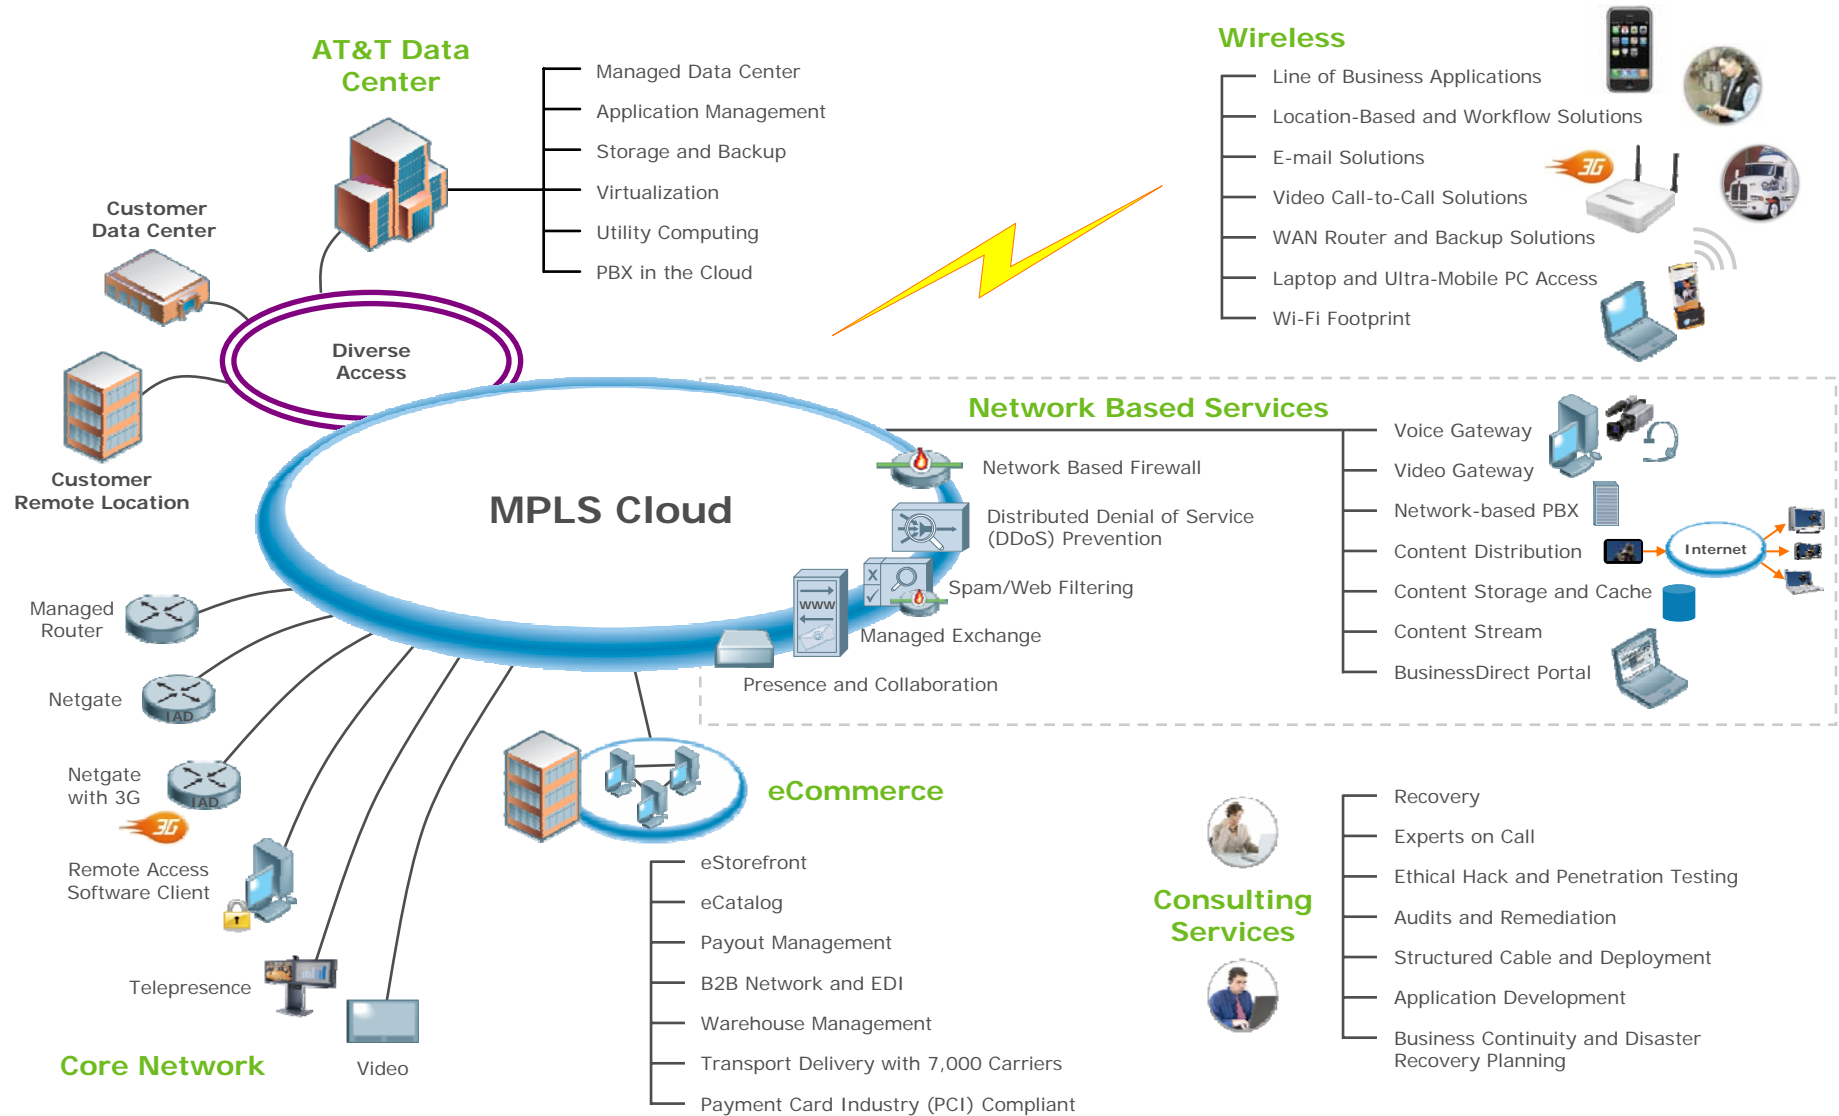 AT&T Data
Center
Managed Data Center
Application Management
Storage and Backup
Virtualization
Utility Computing
PBX in the Cloud
Wireless
Line of Business Applications
Location-Based and Workflow Solutions
E-mail Solutions
Video Call-to-Call Solutions
WAN Router and Backup Solutions
Laptop and Ultra-Mobile PC Access
Wi-Fi Footprint
3G
Customer
Data Center
Diverse
Access
Customer
Remote Location
MPLS Cloud
Network Based Services
Network Based Firewall
Distributed Denial of Service
(DDoS) Prevention
Spam/Web Filtering
www
Managed Exchange
Presence and Collaboration
Voice Gateway
Video Gateway
Network-based PBX
Content Distribution
Internet
Content Storage and Cache
Content Stream
BusinessDirect Portal
Managed
Router
Netgate
IAD
Netgate
with 3G
IAD
3G
Remote Access
Software Client
Telepresence
Video
Core Network
eCommerce
eStorefront
eCatalog
Payout Management
B2B Network and EDI
Warehouse Management
Transport Delivery with 7,000 Carriers
Payment Card Industry (PCI) Compliant
Consulting
Services
Recovery
Experts on Call
Ethical Hack and Penetration Testing
Audits and Remediation
Structured Cable and Deployment
Application Development
Business Continuity and Disaster
Recovery Planning